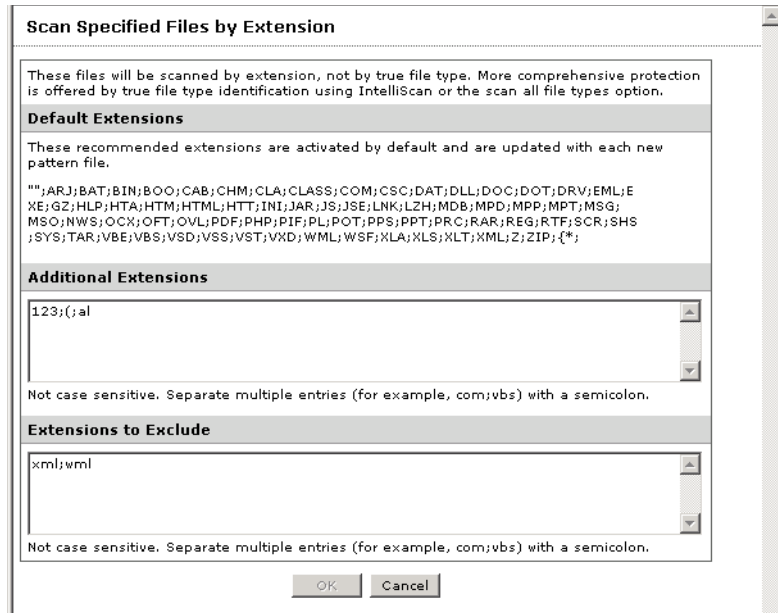 Scan Specified Files by Extension
These files will be scanned by extension, not by true file type. More comprehensive protection
is offered by true file type identification using IntelliScan or the scan all file types option.
Default Extensions
These recommended extensions are activated by default and are updated with each new
pattern file.
"";ARJ;BAT;BIN;BOO;CAB;CHM;CLA;CLASS;COM;CSC;DAT;DLL;DOC;DOT;DRV;EML;E
XE;GZ;HLP;HTA;HTM;HTML;HTT;INI;JAR;JS;JSE;LNK;LZH;MDB;MPD;MPP;MPT;MSG;
MSO;NWS;OCX;OFT;OVL;PDF;PHP;PIF;PL;POT;PPS;PPT;PRC;RAR;REG;RTF;SCR;SHS
;SYS;TAR;VBE;VBS;VSD;VSS;VST;VXD;WML;WSF;XLA;XLS;XLT;XML;Z;ZIP;{*;
Additional Extensions
123;(;al
Not case sensitive. Separate multiple entries (for example, com;vbs) with a semicolon.
Extensions to Exclude
xml;wml
Not case sensitive. Separate multiple entries (for example, com;vbs) with a semicolon.
OK Cancel